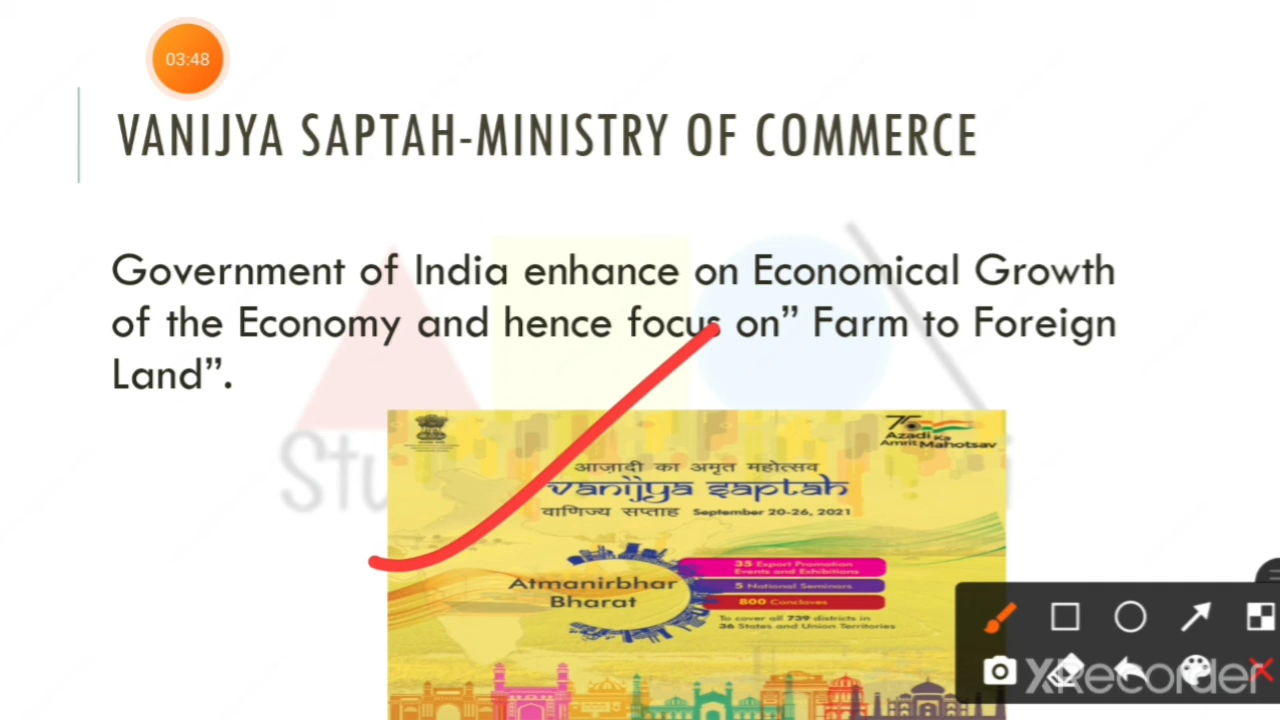 03:48
VANIJYA SAPTAH-MINISTRY OF COMMERCE
Government of India enhance on Economical Growth
of the Economy and hence focus on” Farm to Foreign
Land”.
75
Azadi Ka
Amrit Mahotsav
आज़ादी का अमृत महोत्सव
vanijya saptah
वाणिज्य सप्ताह September 20-26, 2021
Atmanirbhar
Bharat
35 Export Promotion
Events and Exhibitions
5 National Seminars
800 Conclaves
To cover all 739 districts in
36 States and Union Territories
XRecorder